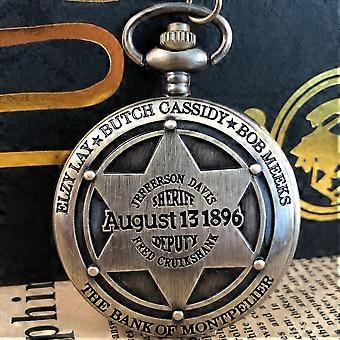 ELZY LAY★BUTCH CASSIDY★BOB MEEKS
JEFFERSON DAVIS
SHERIFF
August 13 1896
DEPUTY
FRED CRUIKSHANK
THE BANK OF MONTPELIER